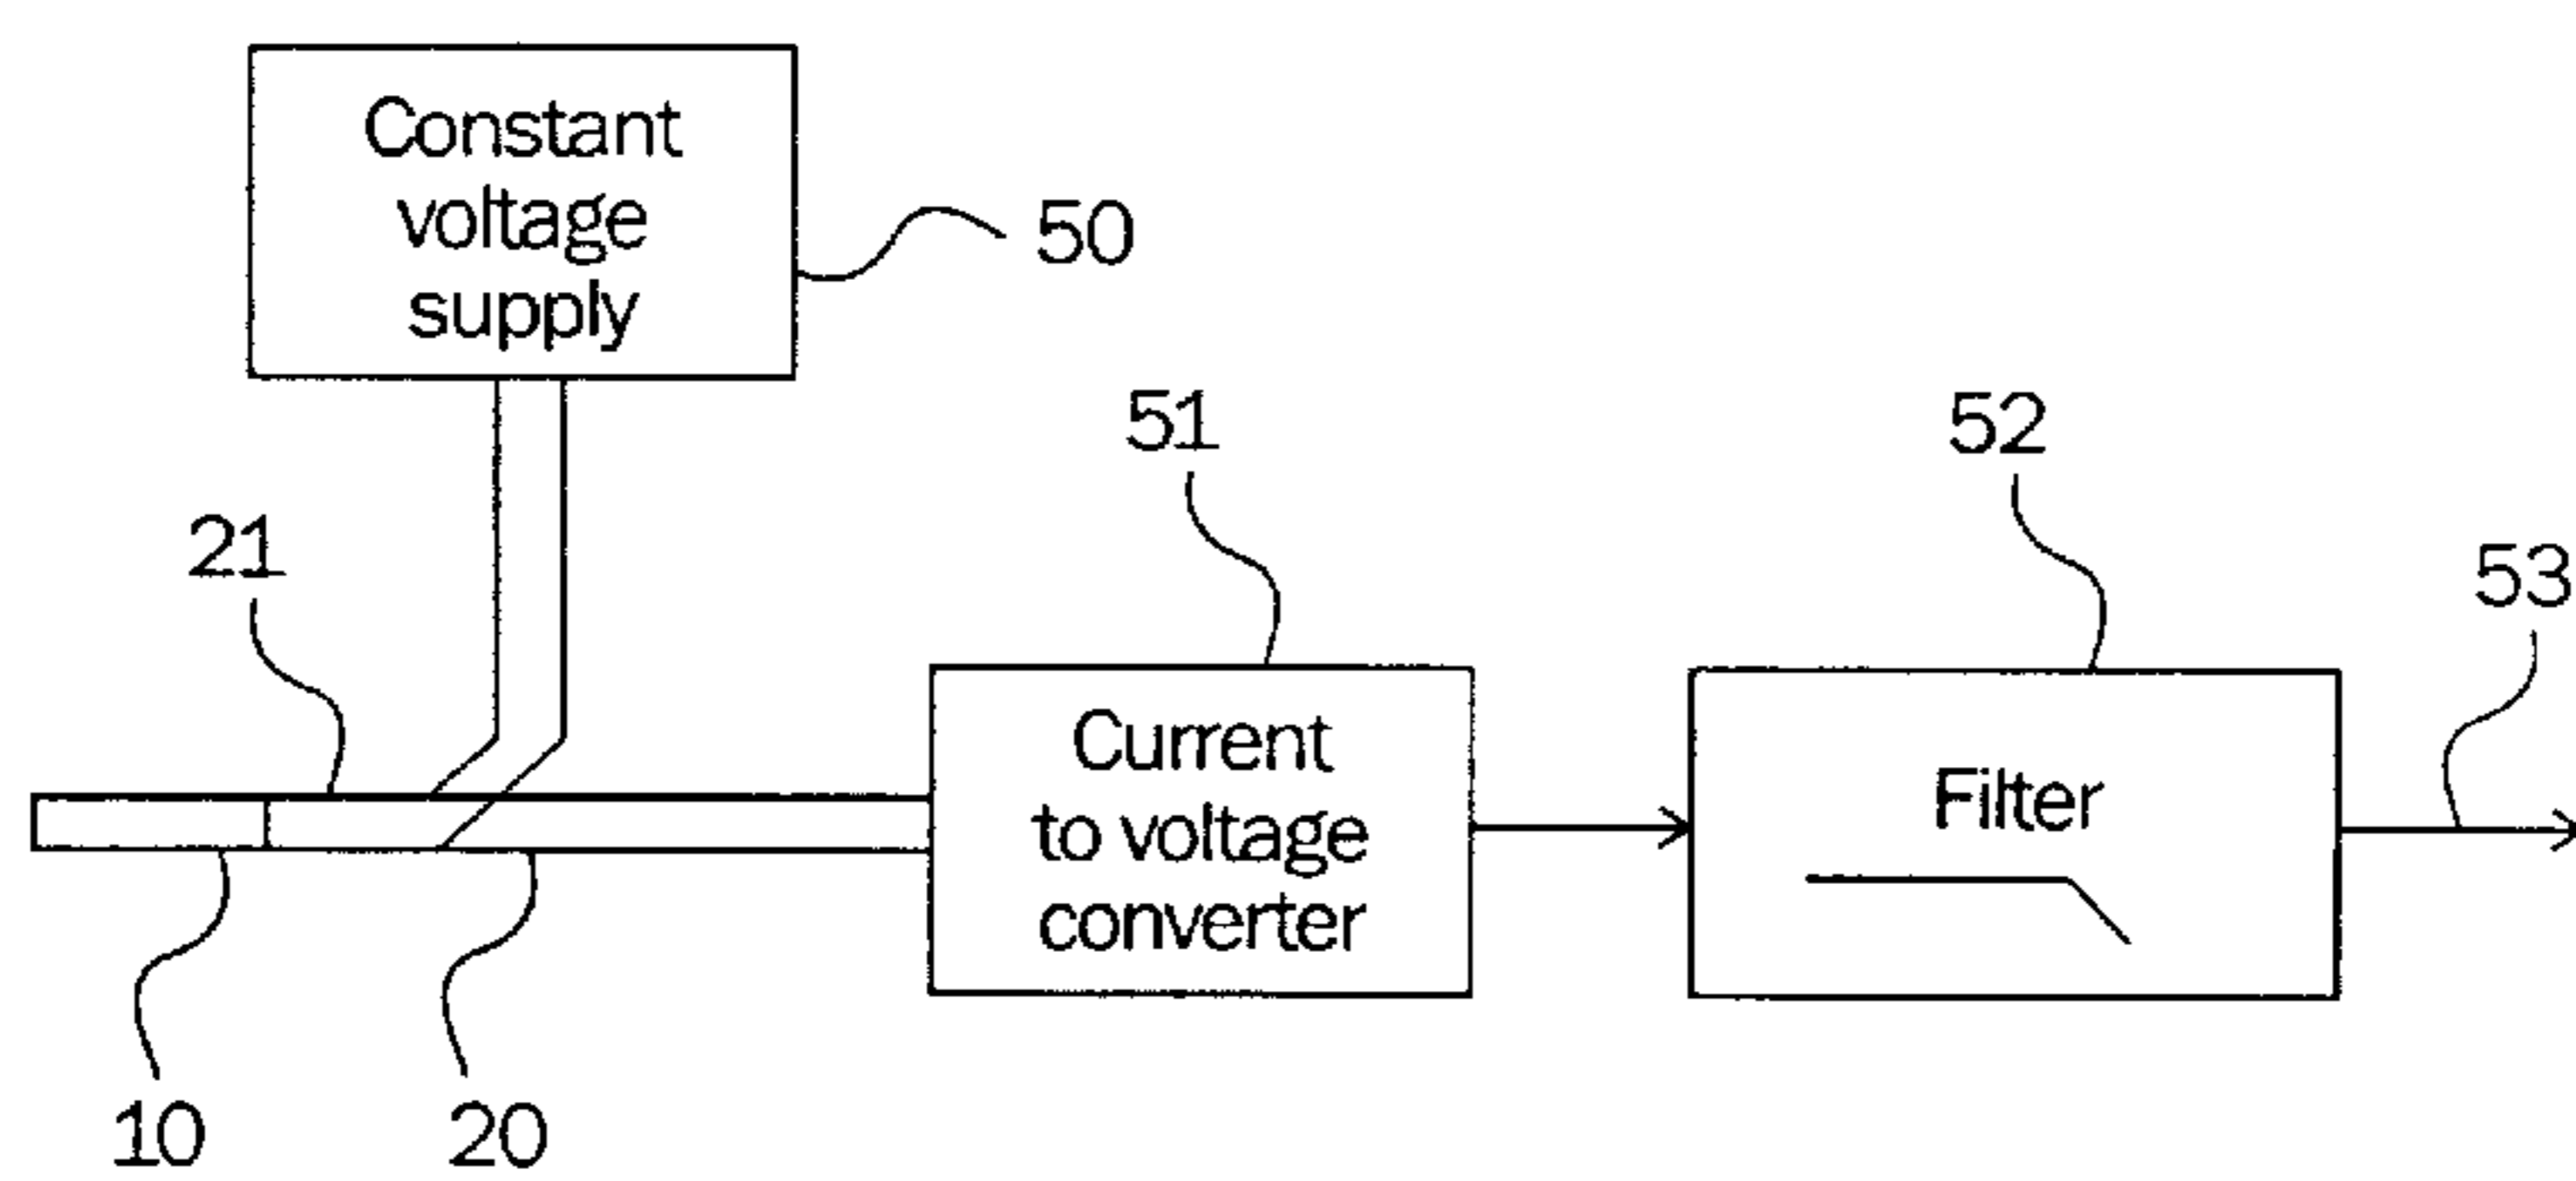 Constant
voltage
supply
50
51
52
21
53
Current
to voltage
converter
Filter
10
20